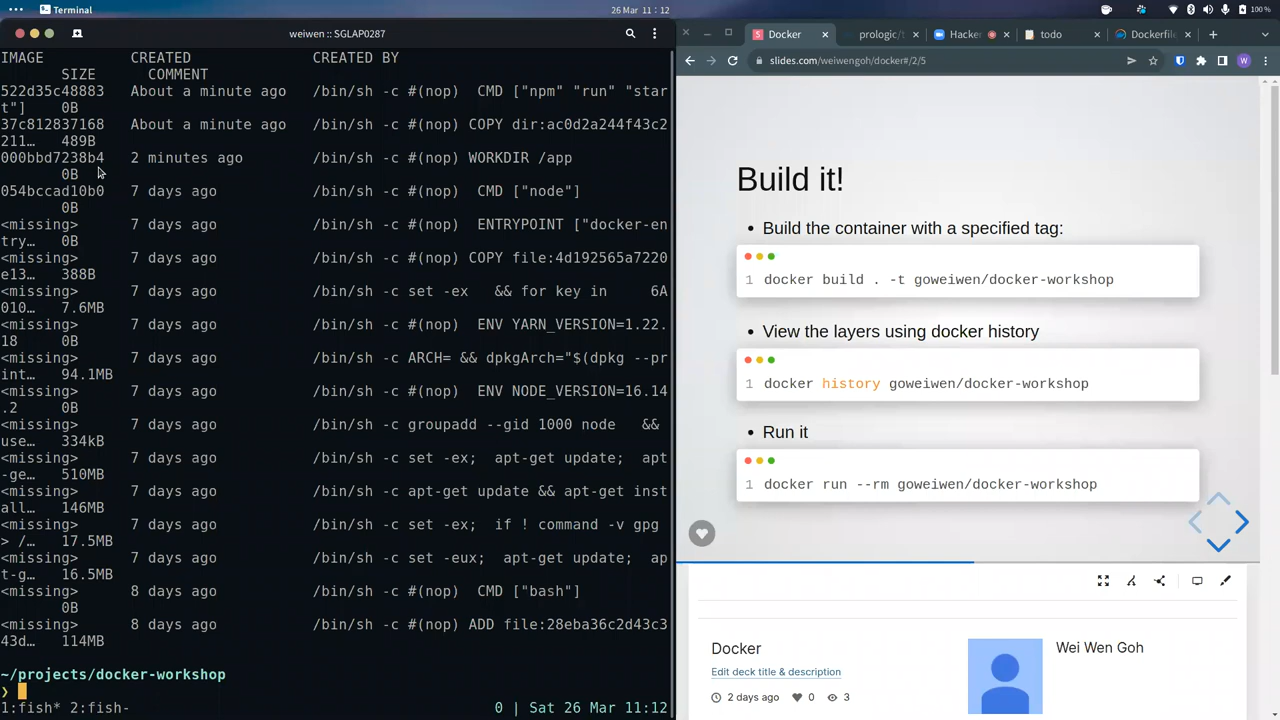 Terminal
26 Mar 11 : 12
100 %
weiwen :: SGLAP0287
IMAGE CREATED CREATED BY
SIZE COMMENT
522d35c48883 About a minute ago /bin/sh -c #(nop) CMD ["npm" "run" "star
t"] 0B
37c812837168 About a minute ago /bin/sh -c #(nop) COPY dir:ac0d2a244f43c2
211… 489B
000bbd7238b4 2 minutes ago /bin/sh -c #(nop) WORKDIR /app
0B
054bccad10b0 7 days ago /bin/sh -c #(nop) CMD ["node"]
0B
<missing> 7 days ago /bin/sh -c #(nop) ENTRYPOINT ["docker-en
try… 0B
<missing> 7 days ago /bin/sh -c #(nop) COPY file:4d192565a7220
e13… 388B
<missing> 7 days ago /bin/sh -c set -ex && for key in 6A
010… 7.6MB
<missing> 7 days ago /bin/sh -c #(nop) ENV YARN_VERSION=1.22.
18 0B
<missing> 7 days ago /bin/sh -c ARCH= && dpkgArch="$(dpkg --pr
int… 94.1MB
<missing> 7 days ago /bin/sh -c #(nop) ENV NODE_VERSION=16.14
.2 0B
<missing> 7 days ago /bin/sh -c groupadd --gid 1000 node &&
use… 334kB
<missing> 7 days ago /bin/sh -c set -ex; apt-get update; apt
-ge… 510MB
<missing> 7 days ago /bin/sh -c apt-get update && apt-get inst
all… 146MB
<missing> 7 days ago /bin/sh -c set -ex; if ! command -v gpg
> /… 17.5MB
<missing> 7 days ago /bin/sh -c set -eux; apt-get update; ap
t-g… 16.5MB
<missing> 8 days ago /bin/sh -c #(nop) CMD ["bash"]
0B
<missing> 8 days ago /bin/sh -c #(nop) ADD file:28eba36c2d43c3
43d… 114MB
~/projects/docker-workshop
❯
1:fish* 2:fish-
0 | Sat 26 Mar 11:12
Docker
prologic/t
Hacker
todo
Dockerfile
slides.com/weiwengoh/docker#/2/5
W
Build it!
• Build the container with a specified tag:
1 docker build . -t goweiwen/docker-workshop
• View the layers using docker history
1 docker history goweiwen/docker-workshop
• Run it
1 docker run --rm goweiwen/docker-workshop
Docker
Edit deck title & description
2 days ago 0 3
Wei Wen Goh